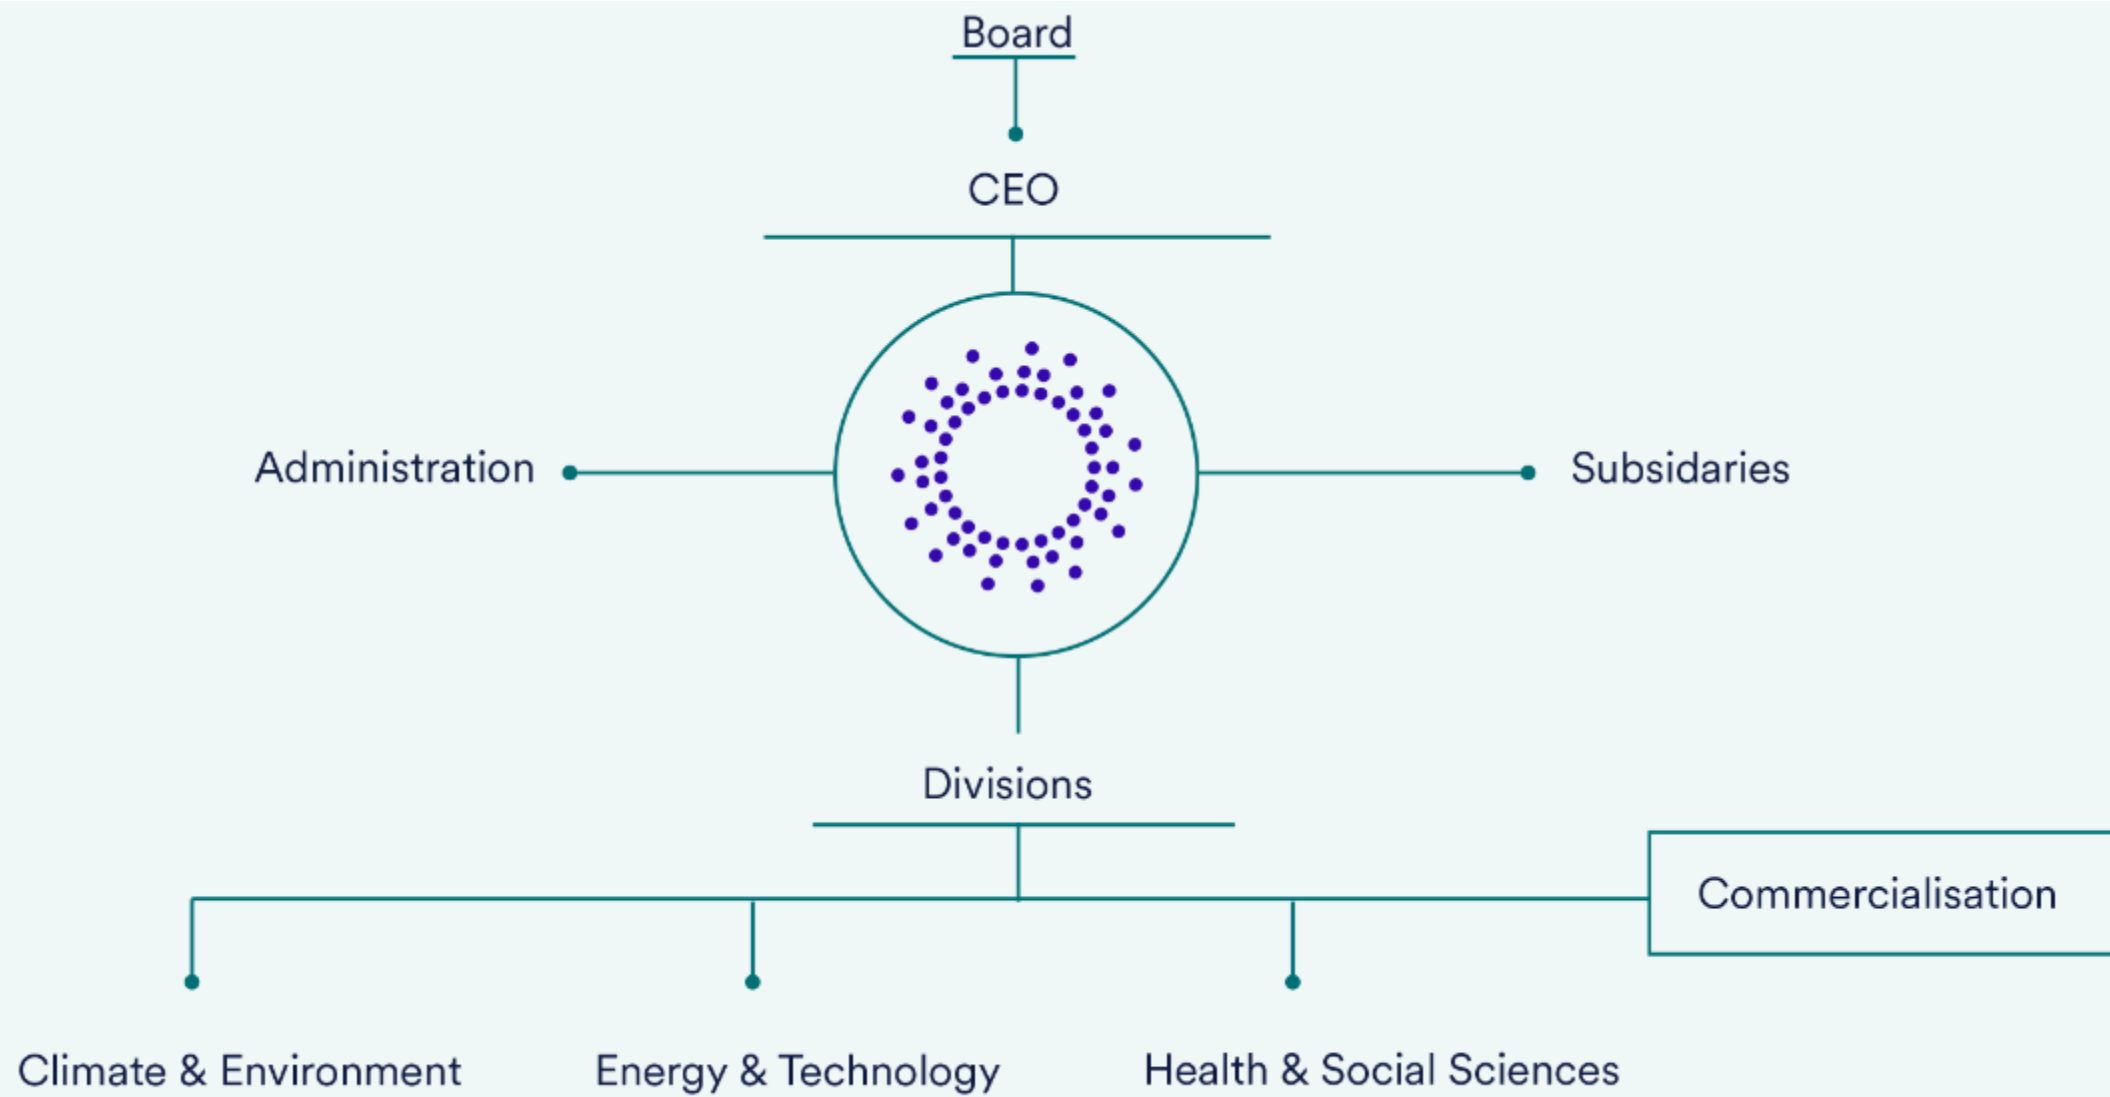 Board
CEO
Administration
Subsidaries
Divisions
Commercialisation
Climate & Environment
Energy & Technology
Health & Social Sciences